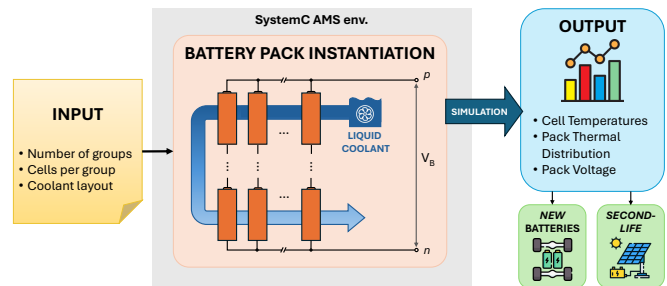 SystemC AMS env.
BATTERY PACK INSTANTIATION
INPUT
• Number of groups
• Cells per group
• Coolant layout
p
...
LIQUID
COOLANT
V_B
...
n
SIMULATION
OUTPUT
• Cell Temperatures
• Pack Thermal
Distribution
• Pack Voltage
NEW
BATTERIES
SECOND-
LIFE